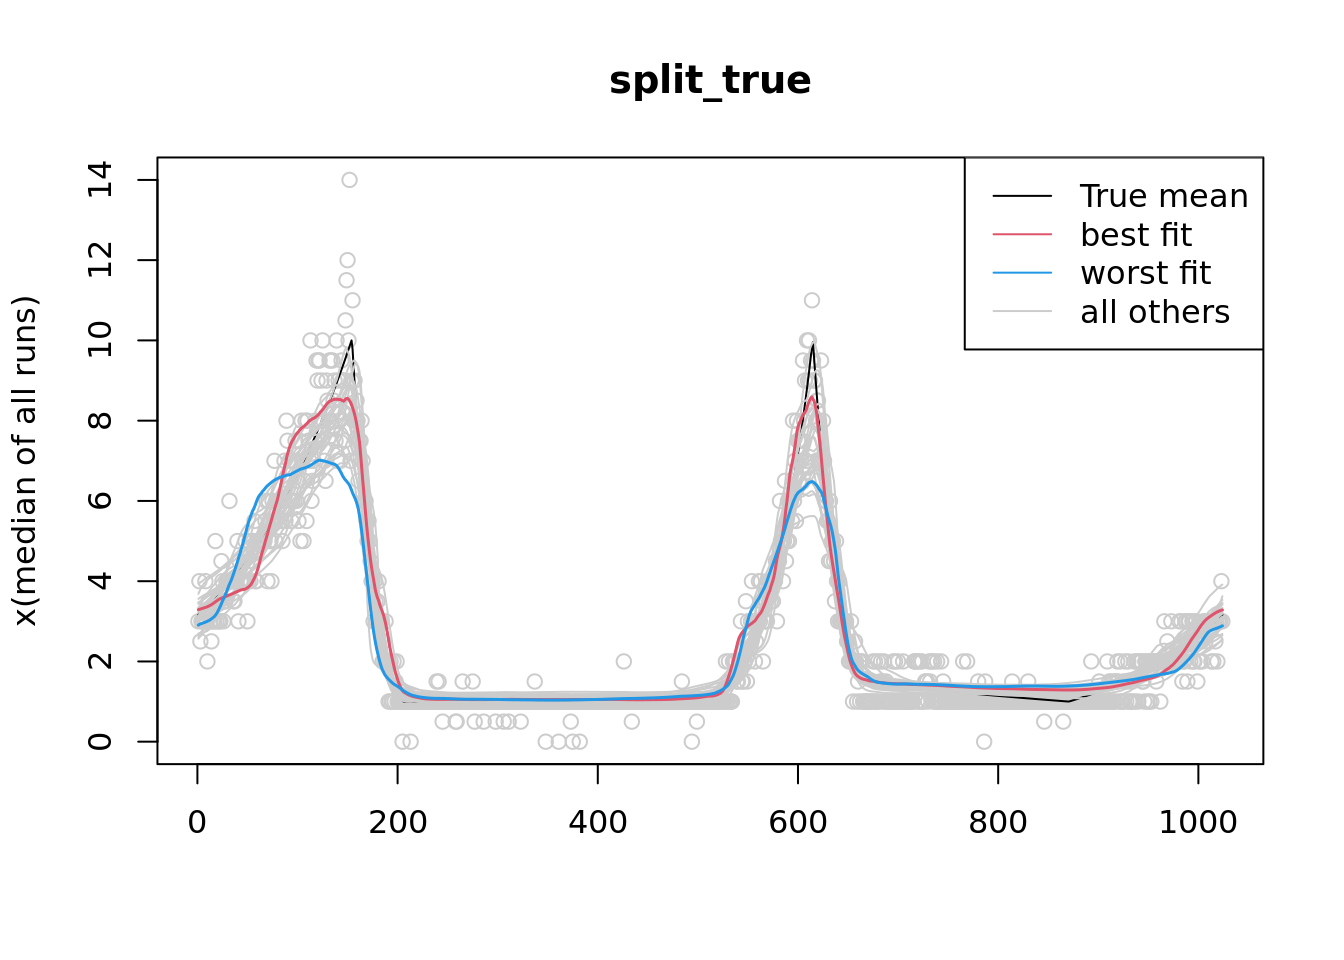 split_true
x(median of all runs)
14
12
10
8
6
4
2
0
True mean
best fit
worst fit
all others
0 200 400 600 800 1000